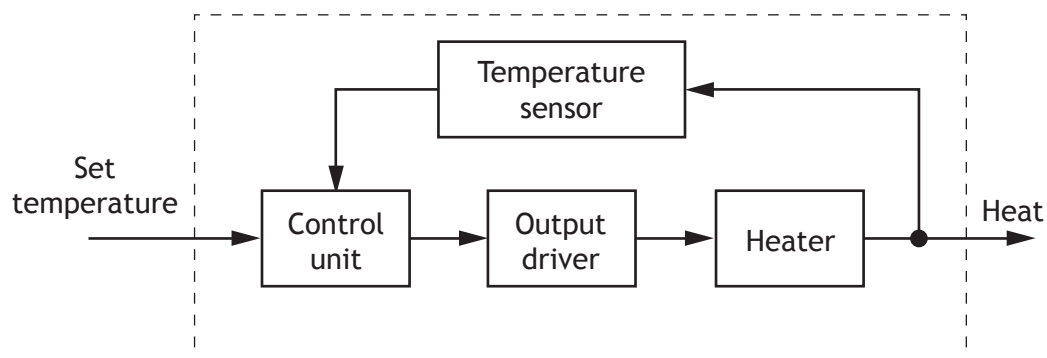 Temperature
sensor
Set
temperature
Control
unit
Output
driver
Heater
Heat